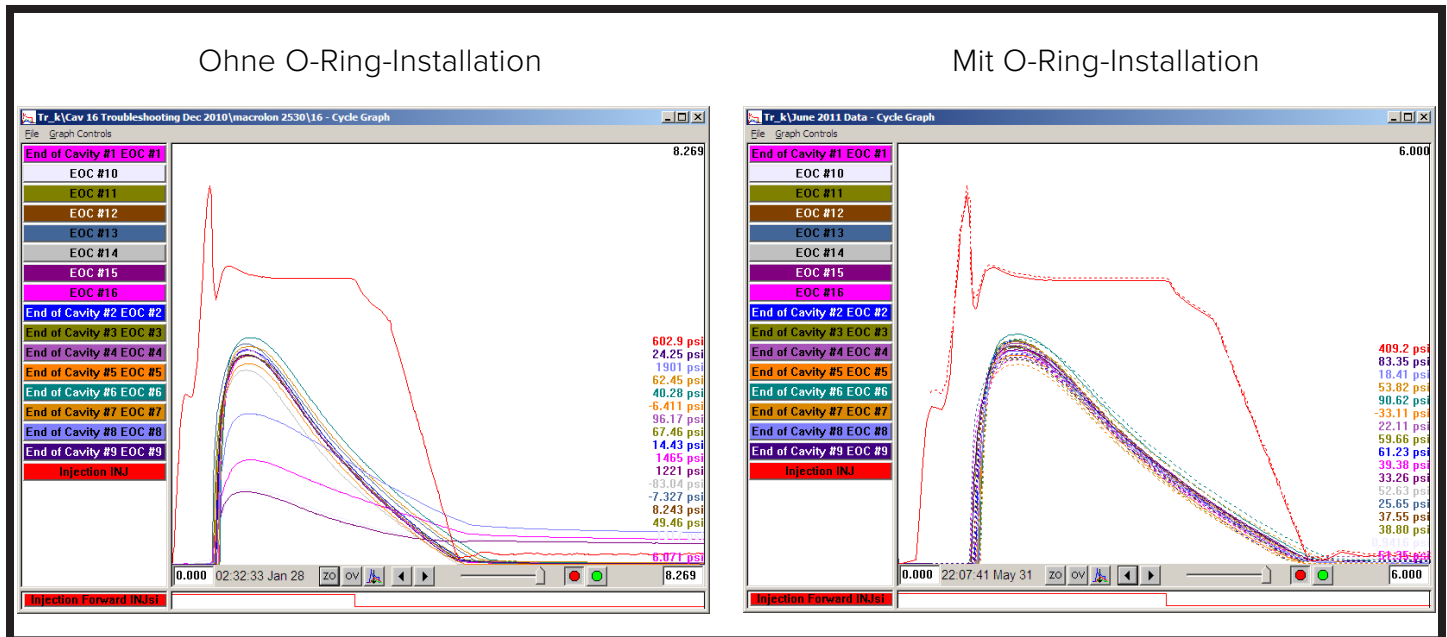 Ohne O-Ring-Installation
Tr_k\Cav 16 Troubleshooting Dec 2010\macrolon 2530\16 - Cycle Graph
File Graph Controls
End of Cavity #1 EOC #1
EOC #10
EOC #11
EOC #12
EOC #13
EOC #14
EOC #15
EOC #16
End of Cavity #2 EOC #2
End of Cavity #3 EOC #3
End of Cavity #4 EOC #4
End of Cavity #5 EOC #5
End of Cavity #6 EOC #6
End of Cavity #7 EOC #7
End of Cavity #8 EOC #8
End of Cavity #9 EOC #9
Injection INJ
8.269
602.9 psi
24.25 psi
1901 psi
62.45 psi
40.28 psi
-6.411 psi
96.17 psi
67.46 psi
14.43 psi
1465 psi
1221 psi
-83.04 psi
-7.327 psi
8.243 psi
49.46 psi
6.071 psi
0.000 02:32:33 Jan 28 ZO OV 8.269
Injection Forward INJsi
Mit O-Ring-Installation
Tr_k\June 2011 Data - Cycle Graph
File Graph Controls
End of Cavity #1 EOC #1
EOC #10
EOC #11
EOC #12
EOC #13
EOC #14
EOC #15
EOC #16
End of Cavity #2 EOC #2
End of Cavity #3 EOC #3
End of Cavity #4 EOC #4
End of Cavity #5 EOC #5
End of Cavity #6 EOC #6
End of Cavity #7 EOC #7
End of Cavity #8 EOC #8
End of Cavity #9 EOC #9
Injection INJ
6.000
409.2 psi
83.35 psi
18.41 psi
53.82 psi
90.62 psi
-33.11 psi
22.11 psi
59.66 psi
61.23 psi
39.38 psi
33.26 psi
52.63 psi
25.65 psi
37.55 psi
38.80 psi
51.35 psi
0.000 22:07:41 May 31 ZO OV 6.000
Injection Forward INJsi